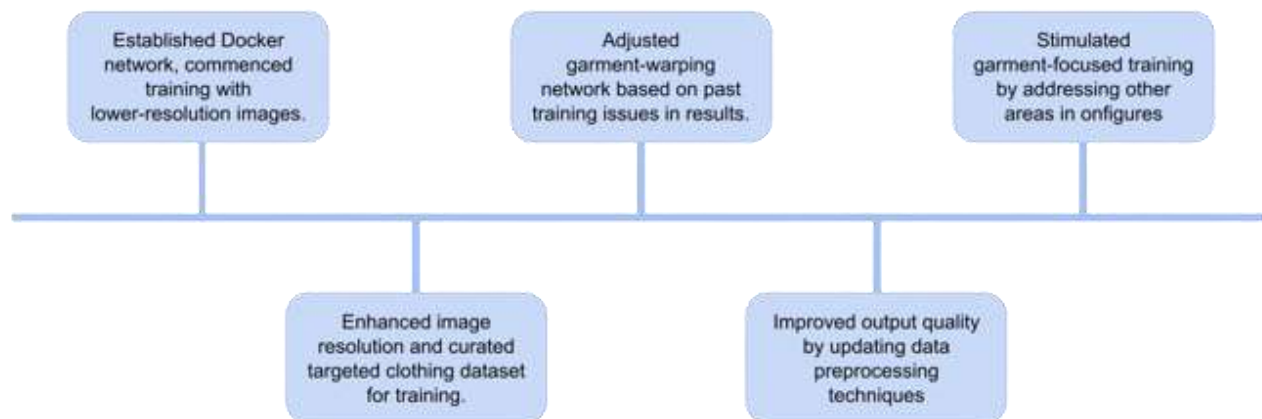 Established Docker
network, commenced
training with
lower-resolution images.
Enhanced image
resolution and curated
targeted clothing dataset
for training.
Adjusted
garment-warping
network based on past
training issues in results.
Improved output quality
by updating data
preprocessing
techniques
Stimulated
garment-focused training
by addressing other
areas in onfigures